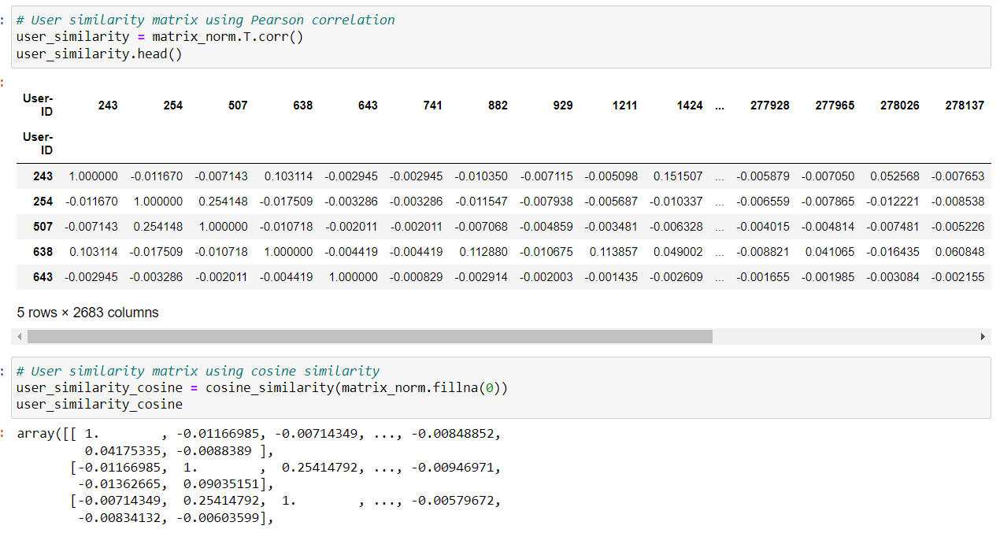 : # User similarity matrix using Pearson correlation
user_similarity = matrix_norm.T.corr()
user_similarity.head()
:
User-ID 243 254 507 638 643 741 882 929 1211 1424 ... 277928 277965 278026 278137
User-ID
243 1.000000 -0.011670 -0.007143 0.103114 -0.002945 -0.002945 -0.010350 -0.007115 -0.005098 0.151507 ... -0.005879 -0.007050 0.052568 -0.007653
254 -0.011670 1.000000 0.254148 -0.017509 -0.003286 -0.003286 -0.011547 -0.007938 -0.005687 -0.010337 ... -0.006559 -0.007865 -0.012221 -0.008538
507 -0.007143 0.254148 1.000000 -0.010718 -0.002011 -0.002011 -0.007068 -0.004859 -0.003481 -0.006328 ... -0.004015 -0.004814 -0.007481 -0.005226
638 0.103114 -0.017509 -0.010718 1.000000 -0.004419 -0.004419 0.112880 -0.010675 0.113857 0.049002 ... -0.008821 0.041065 -0.016435 0.060848
643 -0.002945 -0.003286 -0.002011 -0.004419 1.000000 -0.000829 -0.002914 -0.002003 -0.001435 -0.002609 ... -0.001655 -0.001985 -0.003084 -0.002155
5 rows × 2683 columns
: # User similarity matrix using cosine similarity
user_similarity_cosine = cosine_similarity(matrix_norm.fillna(0))
user_similarity_cosine
: array([[ 1.        , -0.01166985, -0.00714349, ..., -0.00848852,
0.04175335, -0.0088389 ],
[-0.01166985,  1.        ,  0.25414792, ..., -0.00946971,
-0.01362665,  0.09035151],
[-0.00714349,  0.25414792,  1.        , ..., -0.00579672,
-0.00834132, -0.00603599],